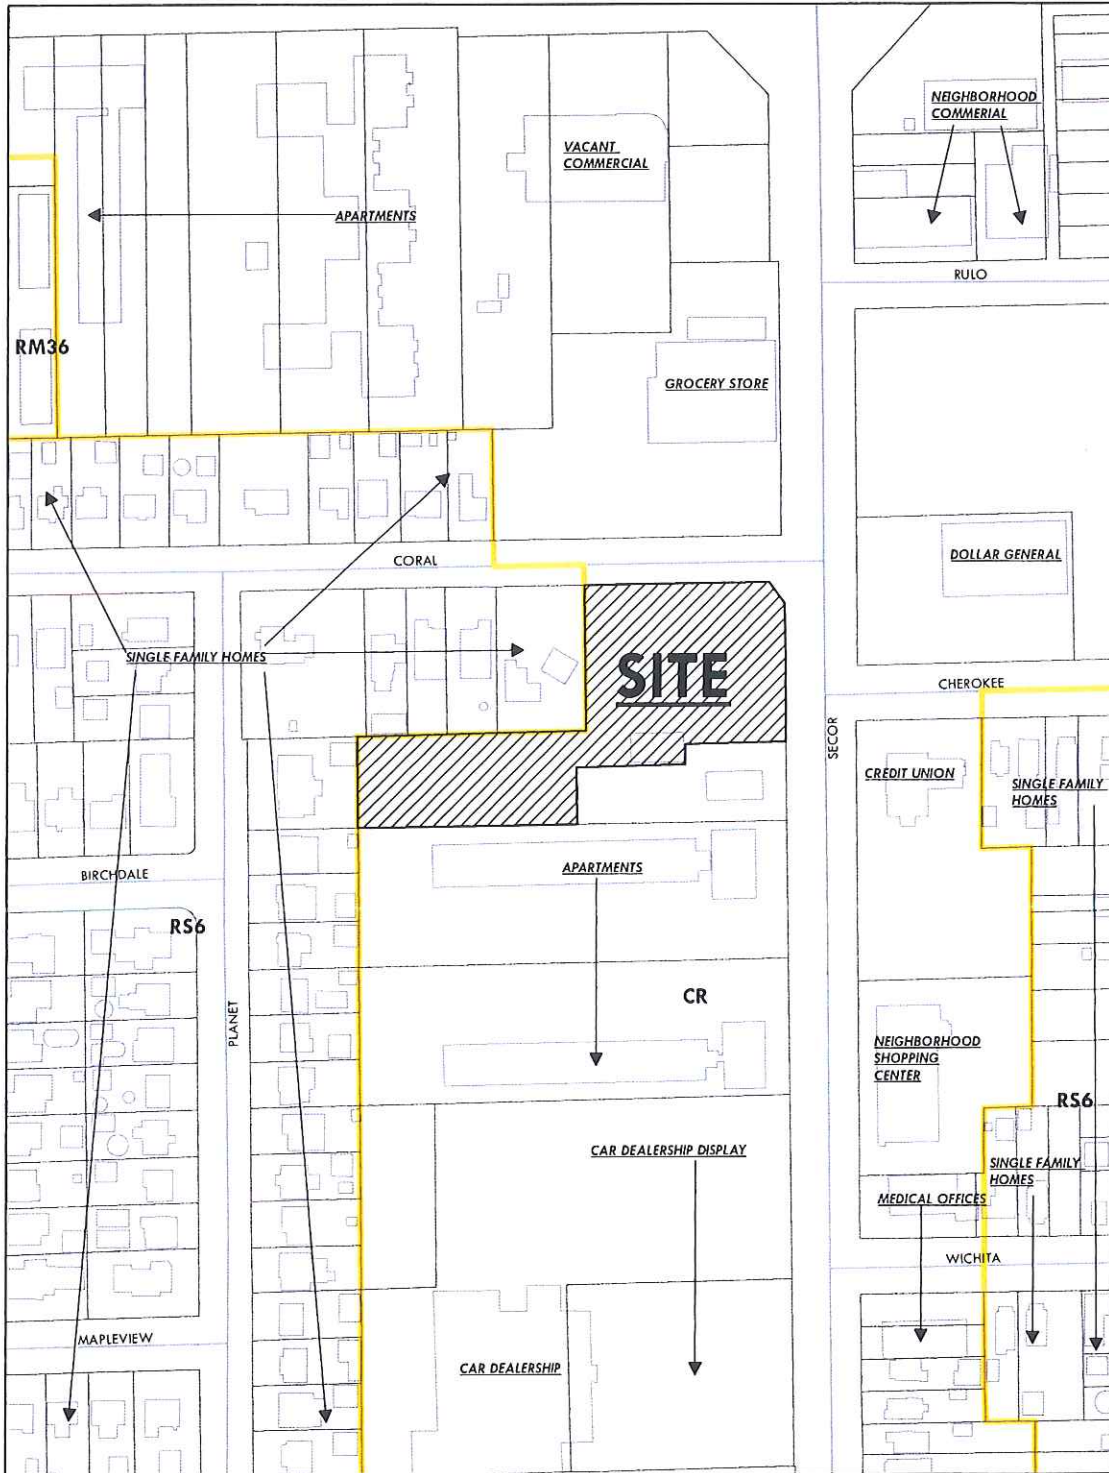 NEIGHBORHOOD
COMMERIAL
VACANT
COMMERCIAL
APARTMENTS
RULO
RM36
GROCERY STORE
CORAL
DOLLAR GENERAL
SINGLE FAMILY HOMES
SITE
CHEROKEE
SECOR
CREDIT UNION
SINGLE FAMILY
HOMES
APARTMENTS
BIRCHDALE
RS6
PLANET
CR
NEIGHBORHOOD
SHOPPING
CENTER
RS6
CAR DEALERSHIP DISPLAY
SINGLE FAMILY
HOMES
MEDICAL OFFICES
WICHITA
MAPLEVIEW
CAR DEALERSHIP